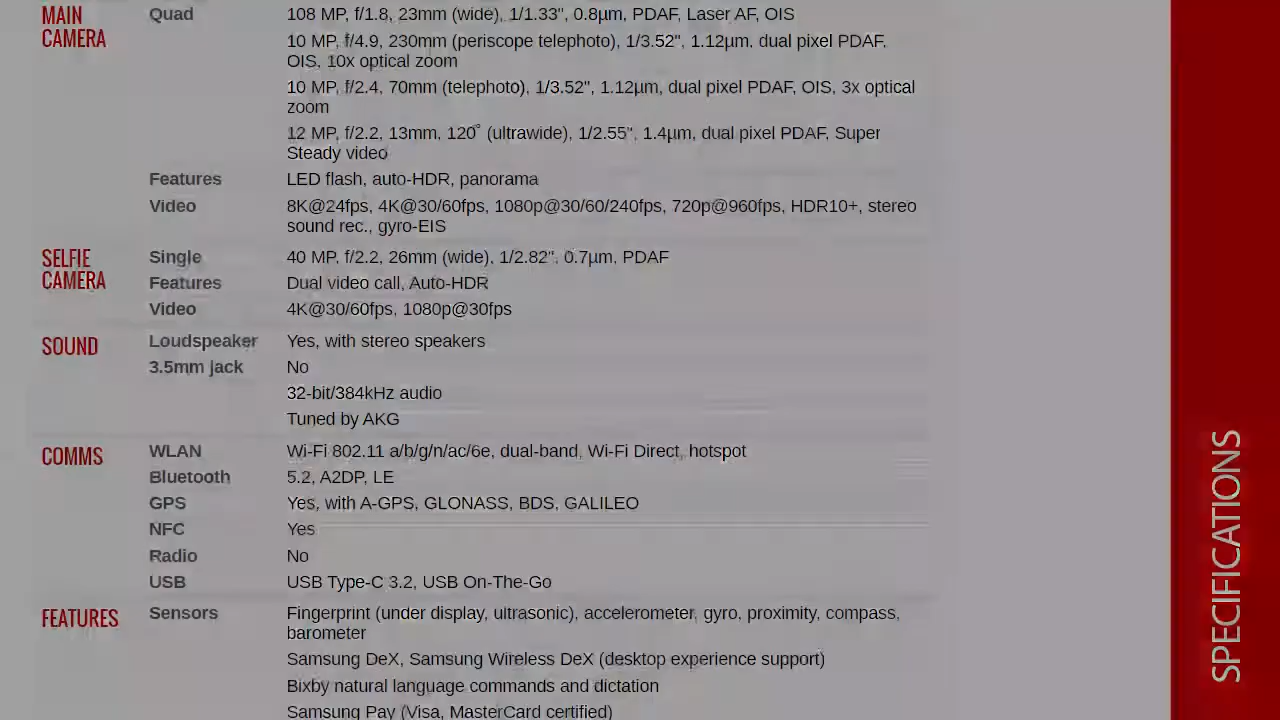 MAIN
CAMERA
Quad
108 MP, f/1.8, 23mm (wide), 1/1.33", 0.8µm, PDAF, Laser AF, OIS
10 MP, f/4.9, 230mm (periscope telephoto), 1/3.52", 1.12µm, dual pixel PDAF,
OIS, 10x optical zoom
10 MP, f/2.4, 70mm (telephoto), 1/3.52", 1.12µm, dual pixel PDAF, OIS, 3x optical
zoom
12 MP, f/2.2, 13mm, 120˚ (ultrawide), 1/2.55", 1.4µm, dual pixel PDAF, Super
Steady video
Features LED flash, auto-HDR, panorama
Video 8K@24fps, 4K@30/60fps, 1080p@30/60/240fps, 720p@960fps, HDR10+, stereo
sound rec., gyro-EIS
SELFIE
CAMERA
Single 40 MP, f/2.2, 26mm (wide), 1/2.82", 0.7µm, PDAF
Features Dual video call, Auto-HDR
Video 4K@30/60fps, 1080p@30fps
SOUND
Loudspeaker Yes, with stereo speakers
3.5mm jack No
32-bit/384kHz audio
Tuned by AKG
COMMS
WLAN Wi-Fi 802.11 a/b/g/n/ac/6e, dual-band, Wi-Fi Direct, hotspot
Bluetooth 5.2, A2DP, LE
GPS Yes, with A-GPS, GLONASS, BDS, GALILEO
NFC Yes
Radio No
USB USB Type-C 3.2, USB On-The-Go
FEATURES
Sensors Fingerprint (under display, ultrasonic), accelerometer, gyro, proximity, compass,
barometer
Samsung DeX, Samsung Wireless DeX (desktop experience support)
Bixby natural language commands and dictation
Samsung Pay (Visa, MasterCard certified)
SPECIFICATIONS